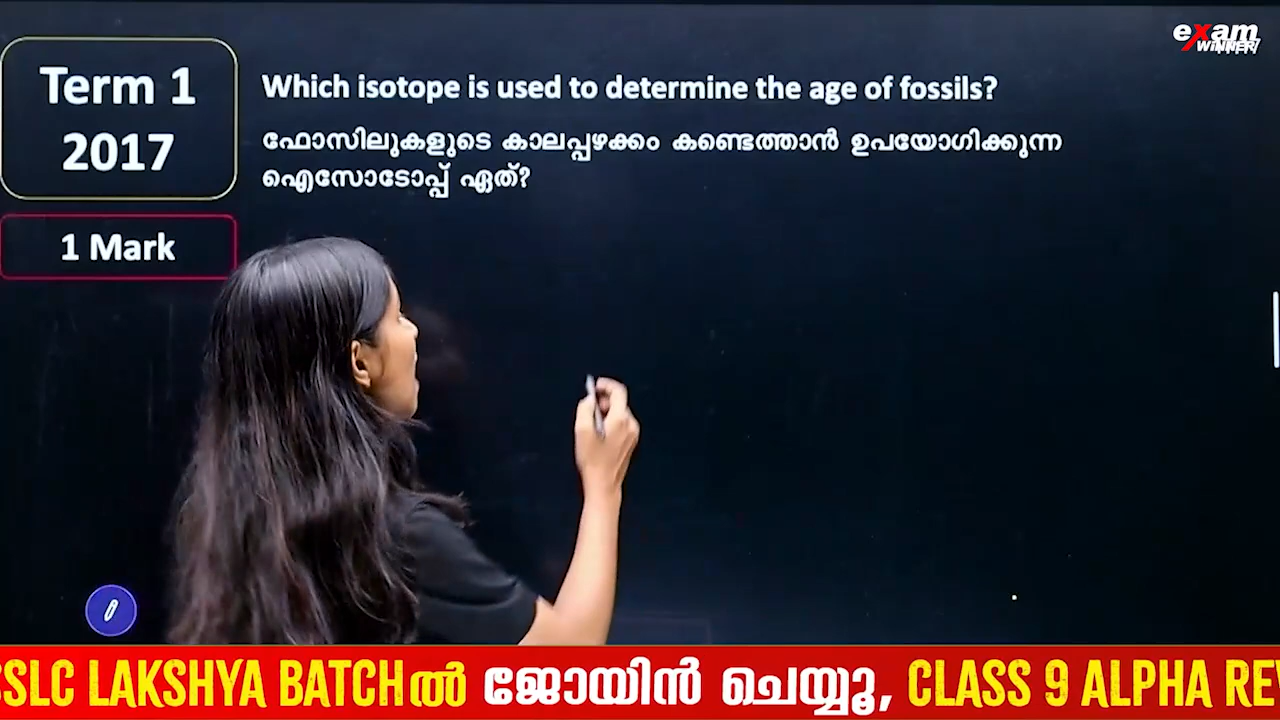 exam
WINNER
Term 1
2017
Which isotope is used to determine the age of fossils?
ഫോസിലുകളുടെ കാലപ്പഴക്കം കണ്ടെത്താൻ ഉപയോഗിക്കുന്ന
ഐസോടോപ്പ് ഏത്?
1 Mark
SSLC LAKSHYA BATCHൽ ജോയിൻ ചെയ്യൂ, CLASS 9 ALPHA